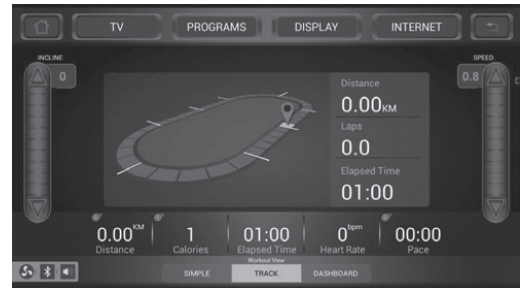 TV PROGRAMS DISPLAY INTERNET
INCLINE SPEED
0 0.8
Distance
0.00KM
Laps
0.0
Elapsed Time
01:00
0.00KM 1 01:00 0bpm 00:00
Distance Calories Elapsed Time Heart Rate Pace
Workout View
SIMPLE TRACK DASHBOARD